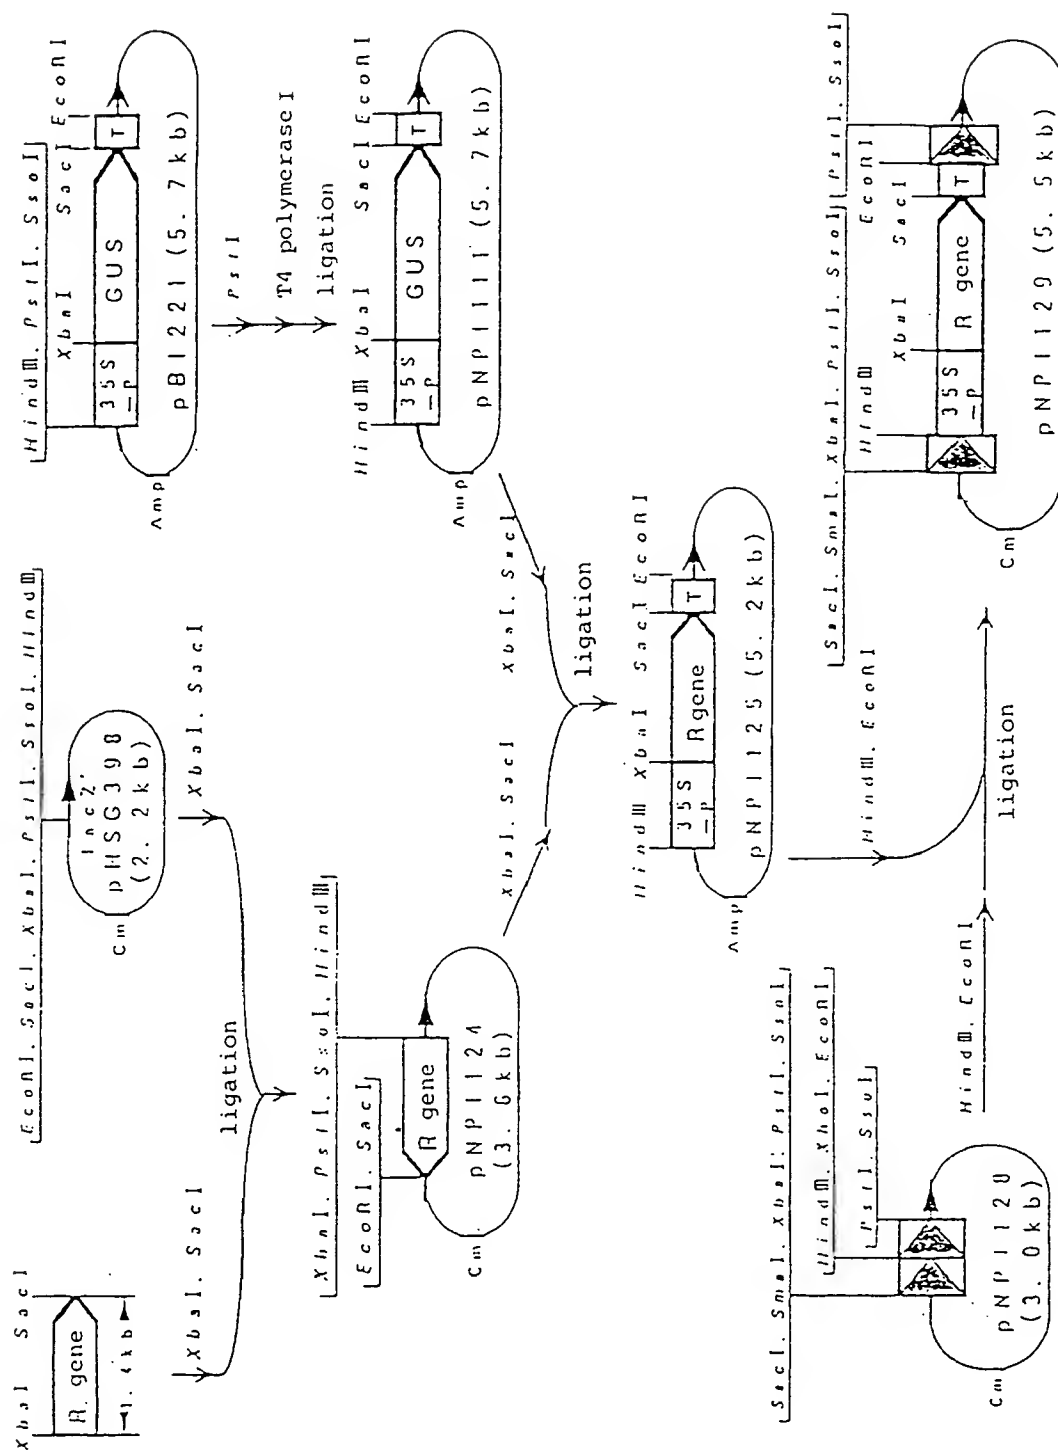 XbaI SacI
R gene
1.4kb
XbaI. SacI
EcoRI. SacI. XbaI. PstI. SsoI. HindⅢ
lacZ'
pHSG398
(2.2kb)
Cm
XbaI. SacI
ligation
HindⅢ. PstI. SsoI
XbaI SacI EcoRI
35S
-p
GUS
T
Amp
pBI221 (5.7kb)
PstI
T4 polymerase I
ligation
XbaI. PstI. SsoI. HindⅢ
EcoRI. SacI
R gene
Cm
pNPI124
(3.6kb)
HindⅢ XbaI SacI EcoRI
35S
-p
GUS
T
Amp
pNPI111 (5.7kb)
XbaI. SacI
XbaI. SacI
ligation
HindⅢ XbaI SacI EcoRI
35S
-p
R gene
T
Amp
pNPI125 (5.2kb)
SacI. SmaI. XbaI. PstI. SsoI
HindⅢ. XhoI. EcoRI
PstI. SsoI
Cm
pNPI128
(3.0kb)
HindⅢ. EcoRI
HindⅢ. EcoRI
ligation
SacI. SmaI. XbaI. PstI. SsoI PstI. SsoI
HindⅢ EcoRI
XbaI SacI
35S
-p
R gene
T
Cm
pNPI129 (5.5kb)